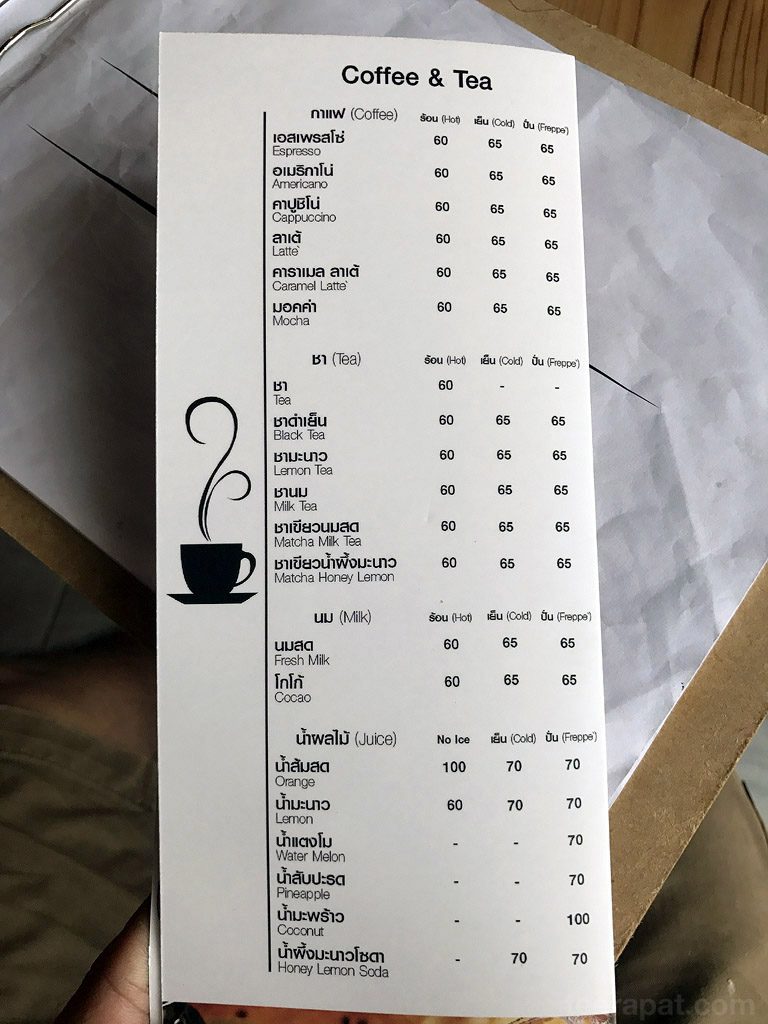 Coffee & Tea
กาแฟ (Coffee) ร้อน (Hot) เย็น (Cold) ปั่น (Freppe')
เอสเพรสโซ่ 60 65 65
Espresso
อเมริกาโน่ 60 65 65
Americano
คาปูชิโน่ 60 65 65
Cappuccino
ลาเต้ 60 65 65
Latte`
คาราเมล ลาเต้ 60 65 65
Caramel Latte`
มอคค่า 60 65 65
Mocha
ชา (Tea) ร้อน (Hot) เย็น (Cold) ปั่น (Freppe')
ชา 60 - -
Tea
ชาดำเย็น 60 65 65
Black Tea
ชามะนาว 60 65 65
Lemon Tea
ชานม 60 65 65
Milk Tea
ชาเขียวนมสด 60 65 65
Matcha Milk Tea
ชาเขียวน้ำผึ้งมะนาว 60 65 65
Matcha Honey Lemon
นม (Milk) ร้อน (Hot) เย็น (Cold) ปั่น (Freppe')
นมสด 60 65 65
Fresh Milk
โกโก้ 60 65 65
Cocao
น้ำผลไม้ (Juice) No Ice เย็น (Cold) ปั่น (Freppe')
น้ำส้มสด 100 70 70
Orange
น้ำมะนาว 60 70 70
Lemon
น้ำแตงโม - - 70
Water Melon
น้ำสับปะรด - - 70
Pineapple
น้ำมะพร้าว - - 100
Coconut
น้ำผึ้งมะนาวโซดา - 70 70
Honey Lemon Soda